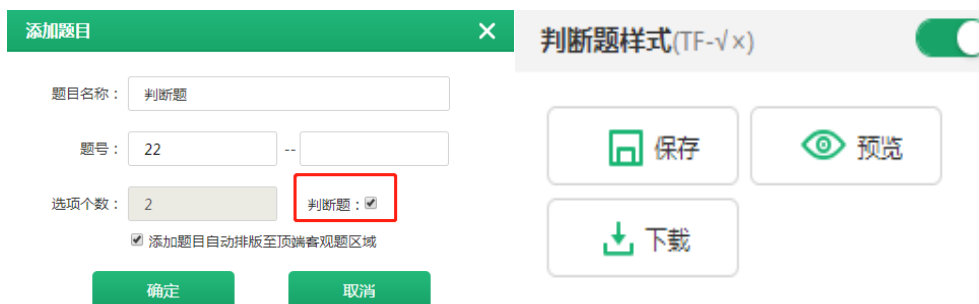 添加题目
题目名称： 判断题
题号： 22 --
选项个数： 2 判断题：
添加题目自动排版至顶端客观题区域
确定 取消
判断题样式(TF-√×)
保存 预览
下载